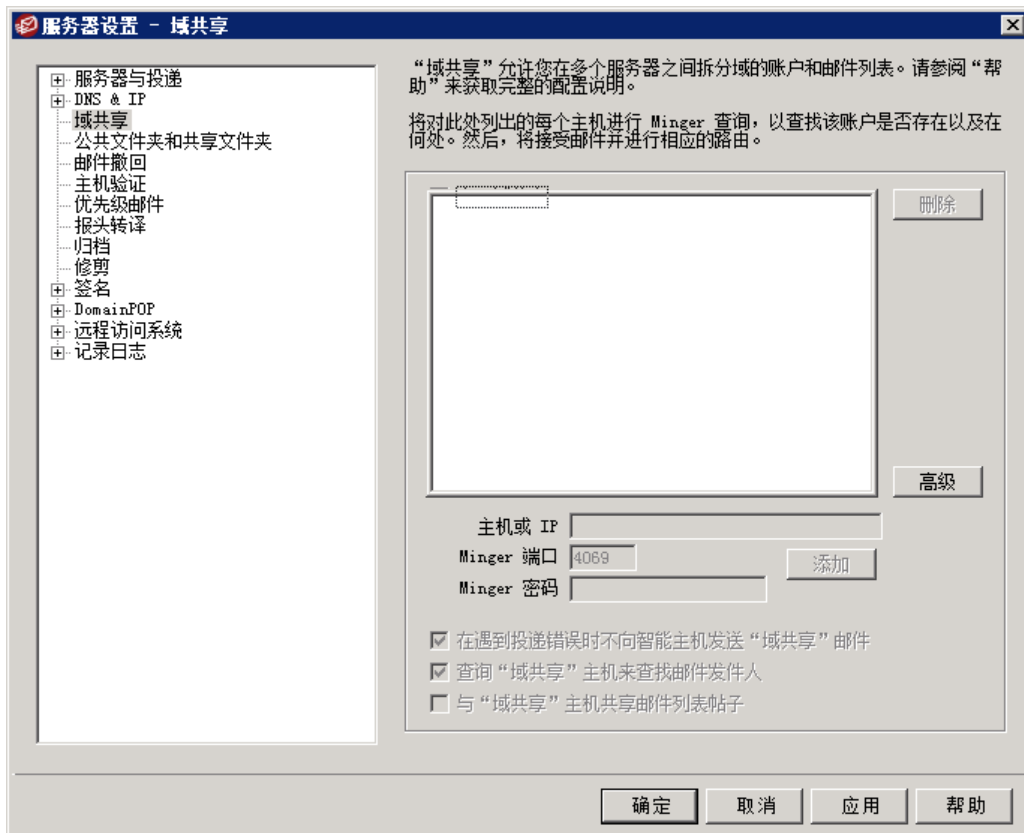 服务器设置 - 域共享
服务器与投递
DNS & IP
域共享
公共文件夹和共享文件夹
邮件撤回
主机验证
优先级邮件
报头转译
归档
修剪
签名
DomainPOP
远程访问系统
记录日志
“域共享”允许您在多个服务器之间拆分域的账户和邮件列表。请参阅“帮
助”来获取完整的配置说明。
将对此处列出的每个主机进行 Minger 查询，以查找该账户是否存在以及在
何处。然后，将接受邮件并进行相应的路由。
删除
高级
主机或 IP
Minger 端口 4069
添加
Minger 密码
在遇到投递错误时不向智能主机发送“域共享”邮件
查询“域共享”主机来查找邮件发件人
与“域共享”主机共享邮件列表帖子
确定 取消 应用 帮助